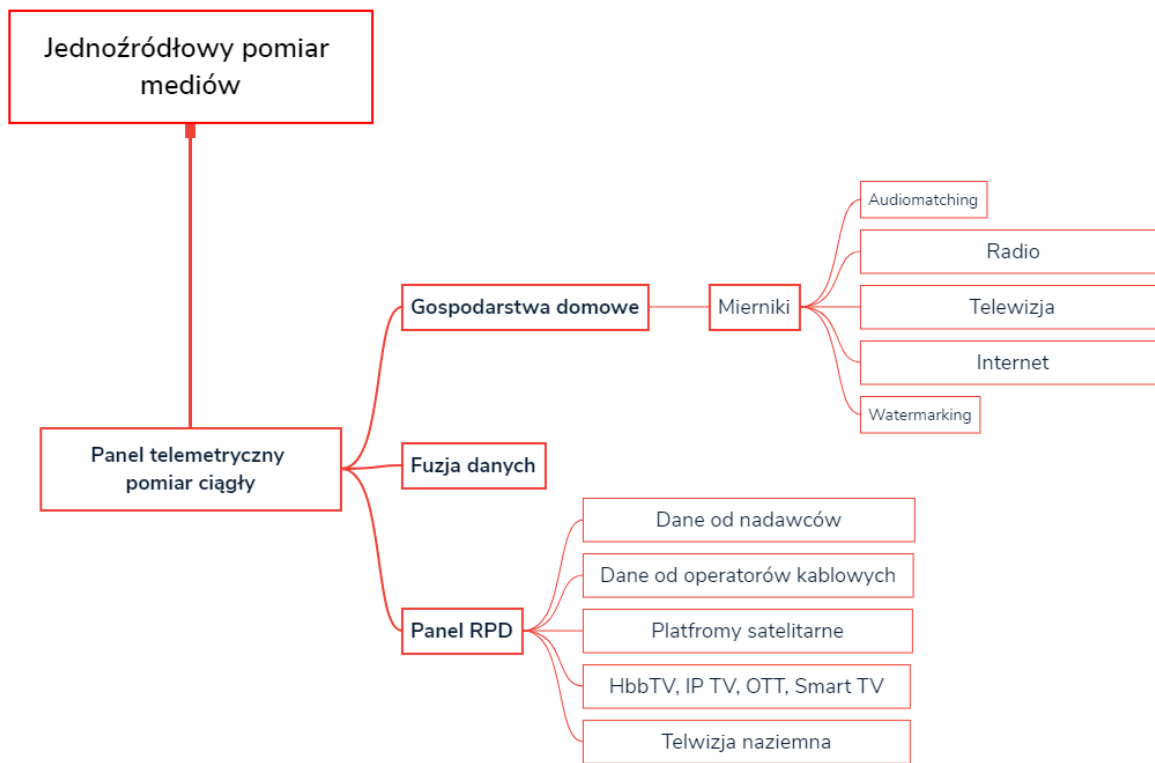 Jednoźródłowy pomiar
mediów
Audiomatching
Radio
Gospodarstwa domowe
Mierniki
Telewizja
Internet
Watermarking
Panel telemetryczny
pomiar ciągły
Fuzja danych
Dane od nadawców
Dane od operatorów kablowych
Panel RPD
Platfromy satelitarne
HbbTV, IP TV, OTT, Smart TV
Telwizja naziemna